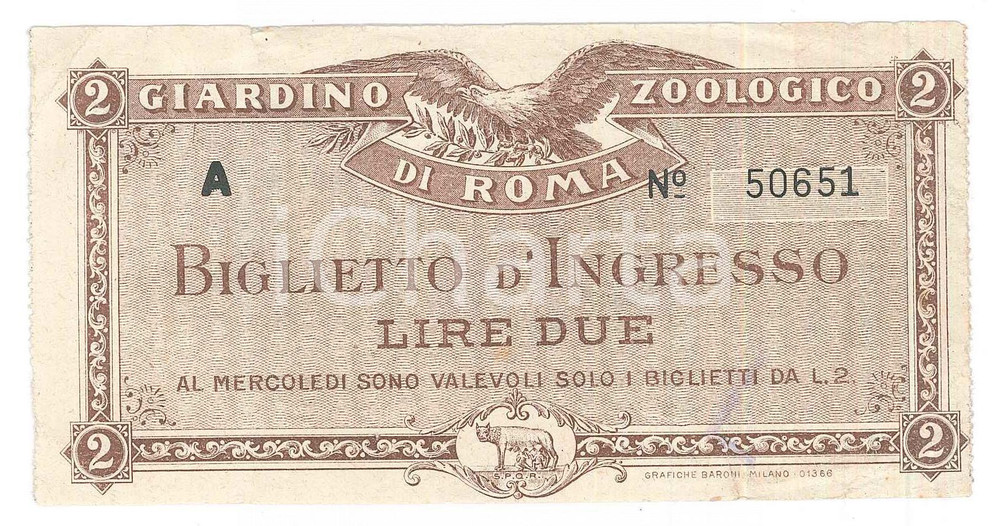 2 GIARDINO ZOOLOGICO 2
DI ROMA
A Nº 50651
iCharta
BIGLIETTO D'INGRESSO
LIRE DUE
AL MERCOLEDI SONO VALEVOLI SOLO I BIGLIETTI DA L.2.
2 2
S.P.Q.R.
GRAFICHE BARONI, MILANO - 01366